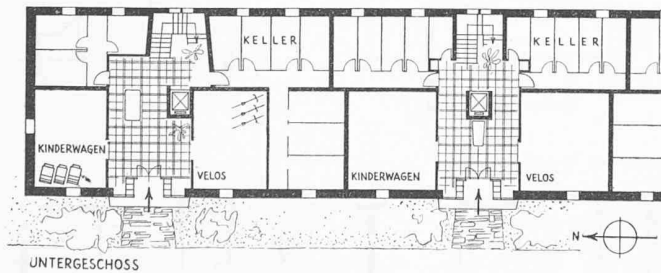 KELLER
KELLER
KINDERWAGEN
VELOS
KINDERWAGEN
VELOS
N
UNTERGESCHOSS